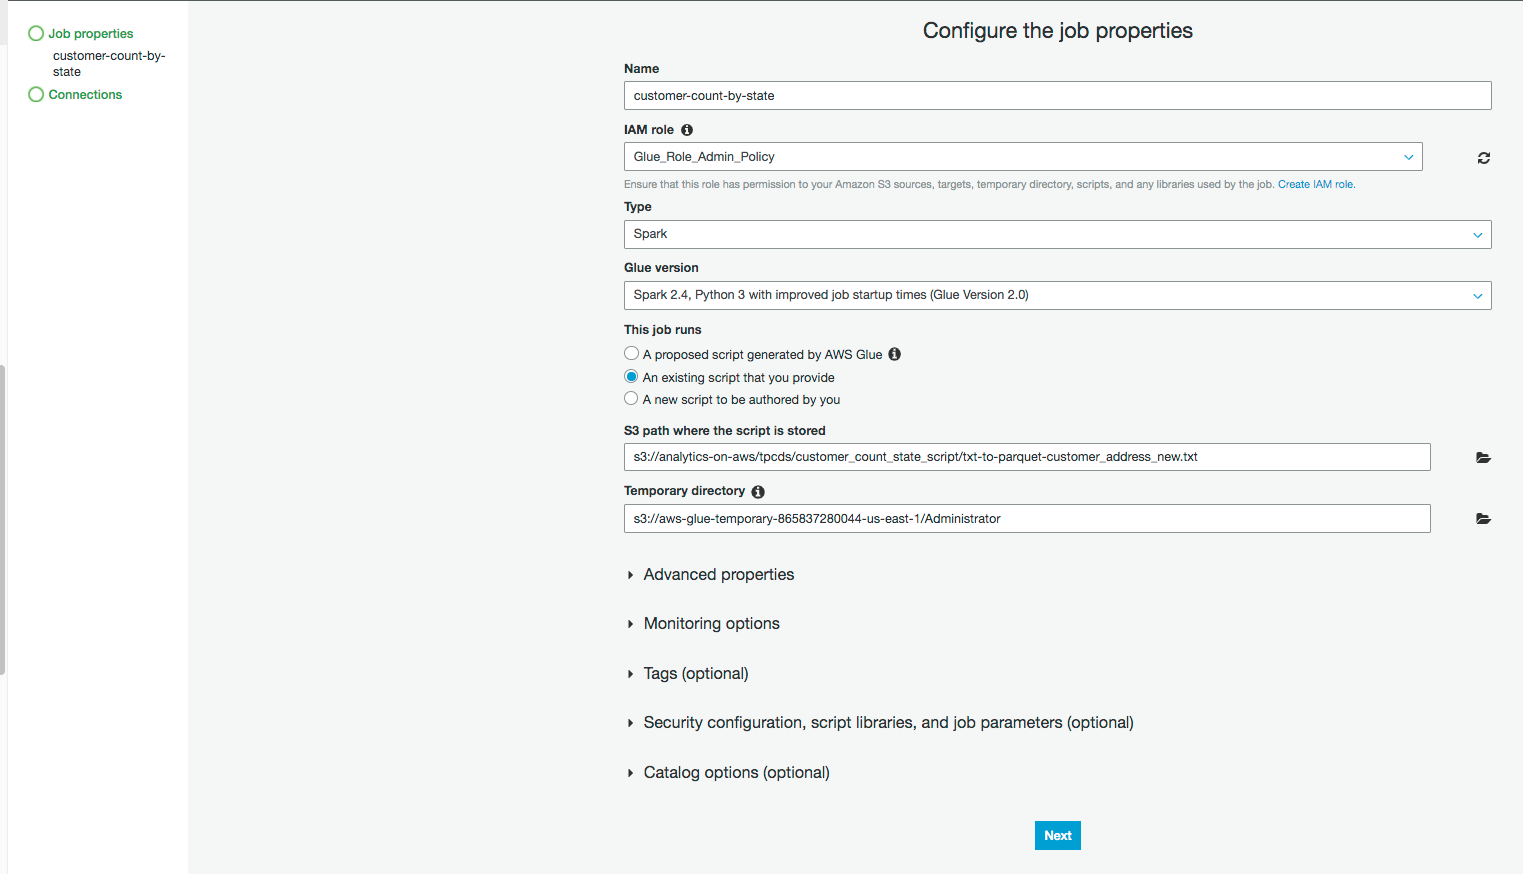 Job properties
customer-count-by-
state
Connections
Configure the job properties
Name
customer-count-by-state
IAM role
Glue_Role_Admin_Policy
Ensure that this role has permission to your Amazon S3 sources, targets, temporary directory, scripts, and any libraries used by the job. Create IAM role.
Type
Spark
Glue version
Spark 2.4, Python 3 with improved job startup times (Glue Version 2.0)
This job runs
A proposed script generated by AWS Glue
An existing script that you provide
A new script to be authored by you
S3 path where the script is stored
s3://analytics-on-aws/tpcds/customer_count_state_script/txt-to-parquet-customer_address_new.txt
Temporary directory
s3://aws-glue-temporary-865837280044-us-east-1/Administrator
Advanced properties
Monitoring options
Tags (optional)
Security configuration, script libraries, and job parameters (optional)
Catalog options (optional)
Next